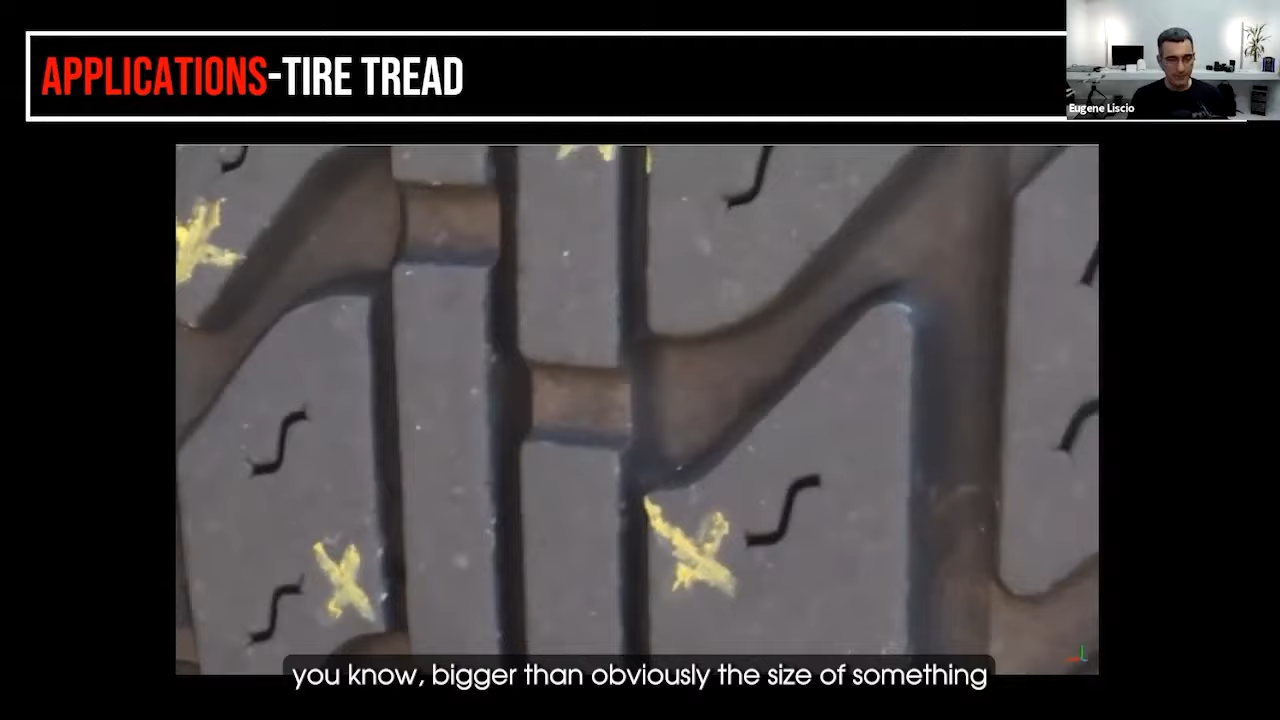 APPLICATIONS-TIRE TREAD
Eugene Liscio
you know, bigger than obviously the size of something